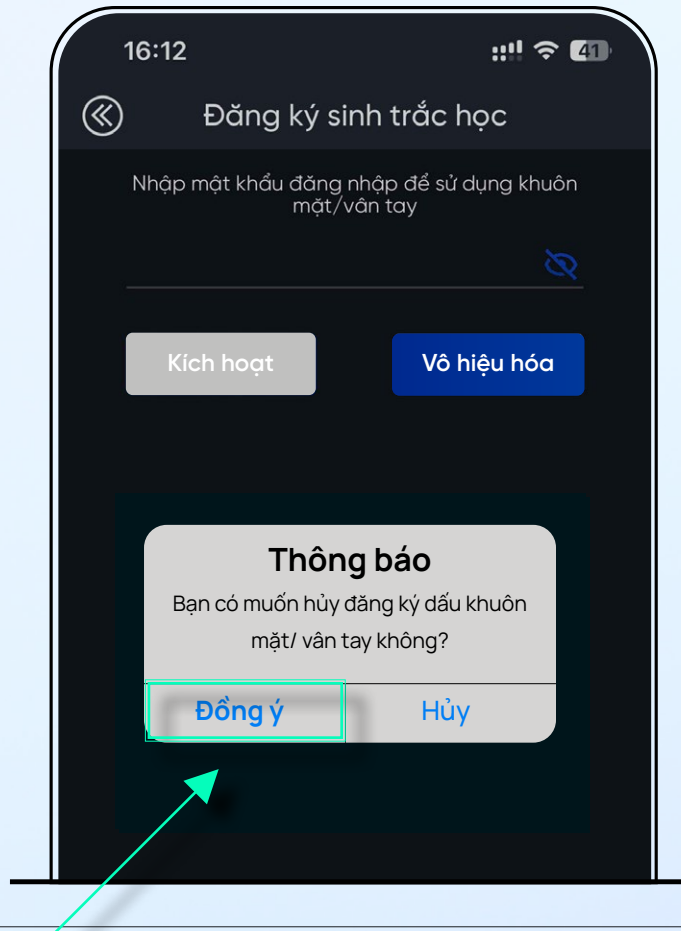 16:12
41
Đăng ký sinh trắc học
Nhập mật khẩu đăng nhập để sử dụng khuôn
mặt/vân tay
Kích hoạt
Vô hiệu hóa
Thông báo
Bạn có muốn hủy đăng ký dấu khuôn
mặt/ vân tay không?
Đồng ý
Hủy